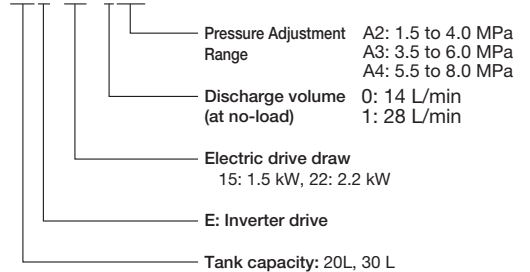 Pressure Adjustment Range
A2: 1.5 to 4.0 MPa
A3: 3.5 to 6.0 MPa
A4: 5.5 to 8.0 MPa
Discharge volume (at no-load)
0: 14 L/min
1: 28 L/min
Electric drive draw
15: 1.5 kW, 22: 2.2 kW
E: Inverter drive
Tank capacity: 20L, 30 L